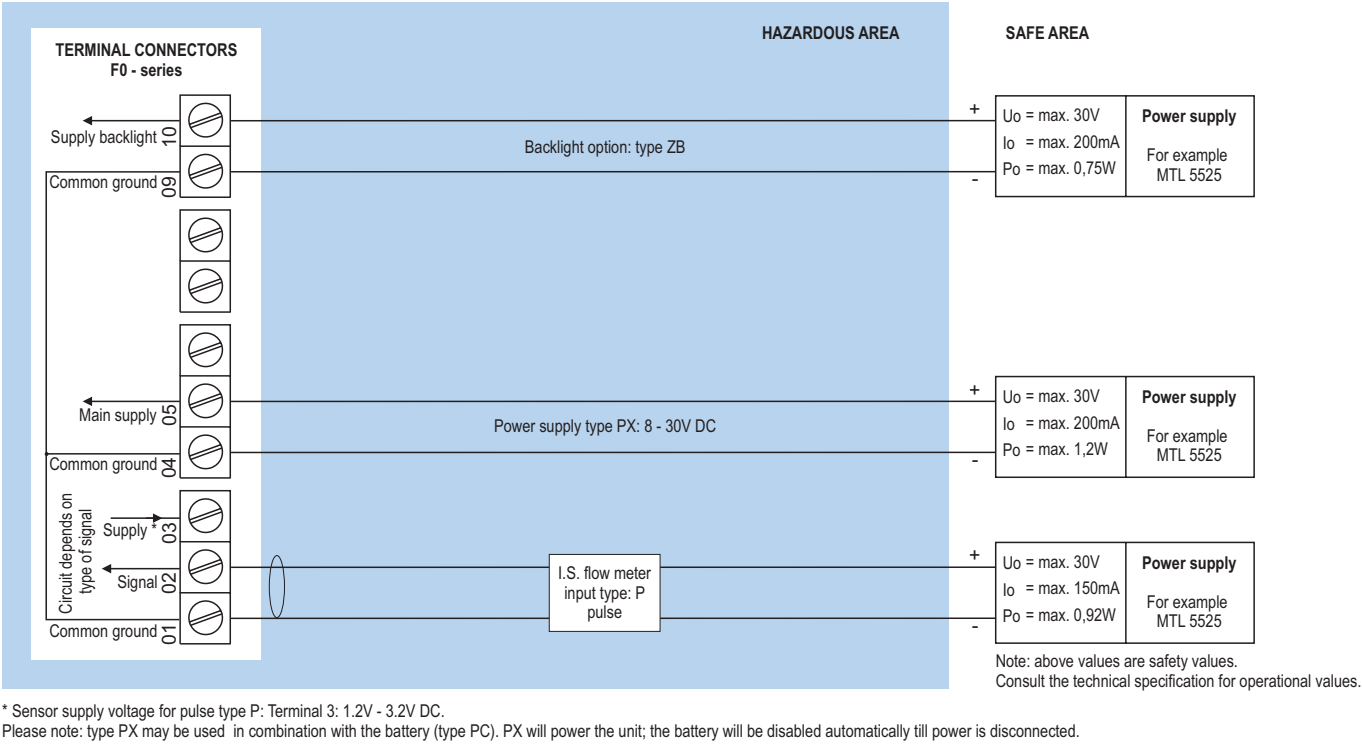 HAZARDOUS AREA
SAFE AREA
TERMINAL CONNECTORS
F0 - series
Supply backlight
10
Common ground
09
Backlight option: type ZB
+
-
Uo = max. 30V
Io = max. 200mA
Po = max. 0,75W
Power supply
For example
MTL 5525
Main supply
05
Common ground
04
Power supply type PX: 8 - 30V DC
+
-
Uo = max. 30V
Io = max. 200mA
Po = max. 1,2W
Power supply
For example
MTL 5525
Circuit depends on
type of signal
Supply *
03
Signal
02
Common ground
01
I.S. flow meter
input type: P
pulse
+
-
Uo = max. 30V
Io = max. 150mA
Po = max. 0,92W
Power supply
For example
MTL 5525
Note: above values are safety values.
Consult the technical specification for operational values.
* Sensor supply voltage for pulse type P: Terminal 3: 1.2V - 3.2V DC.
Please note: type PX may be used in combination with the battery (type PC). PX will power the unit; the battery will be disabled automatically till power is disconnected.